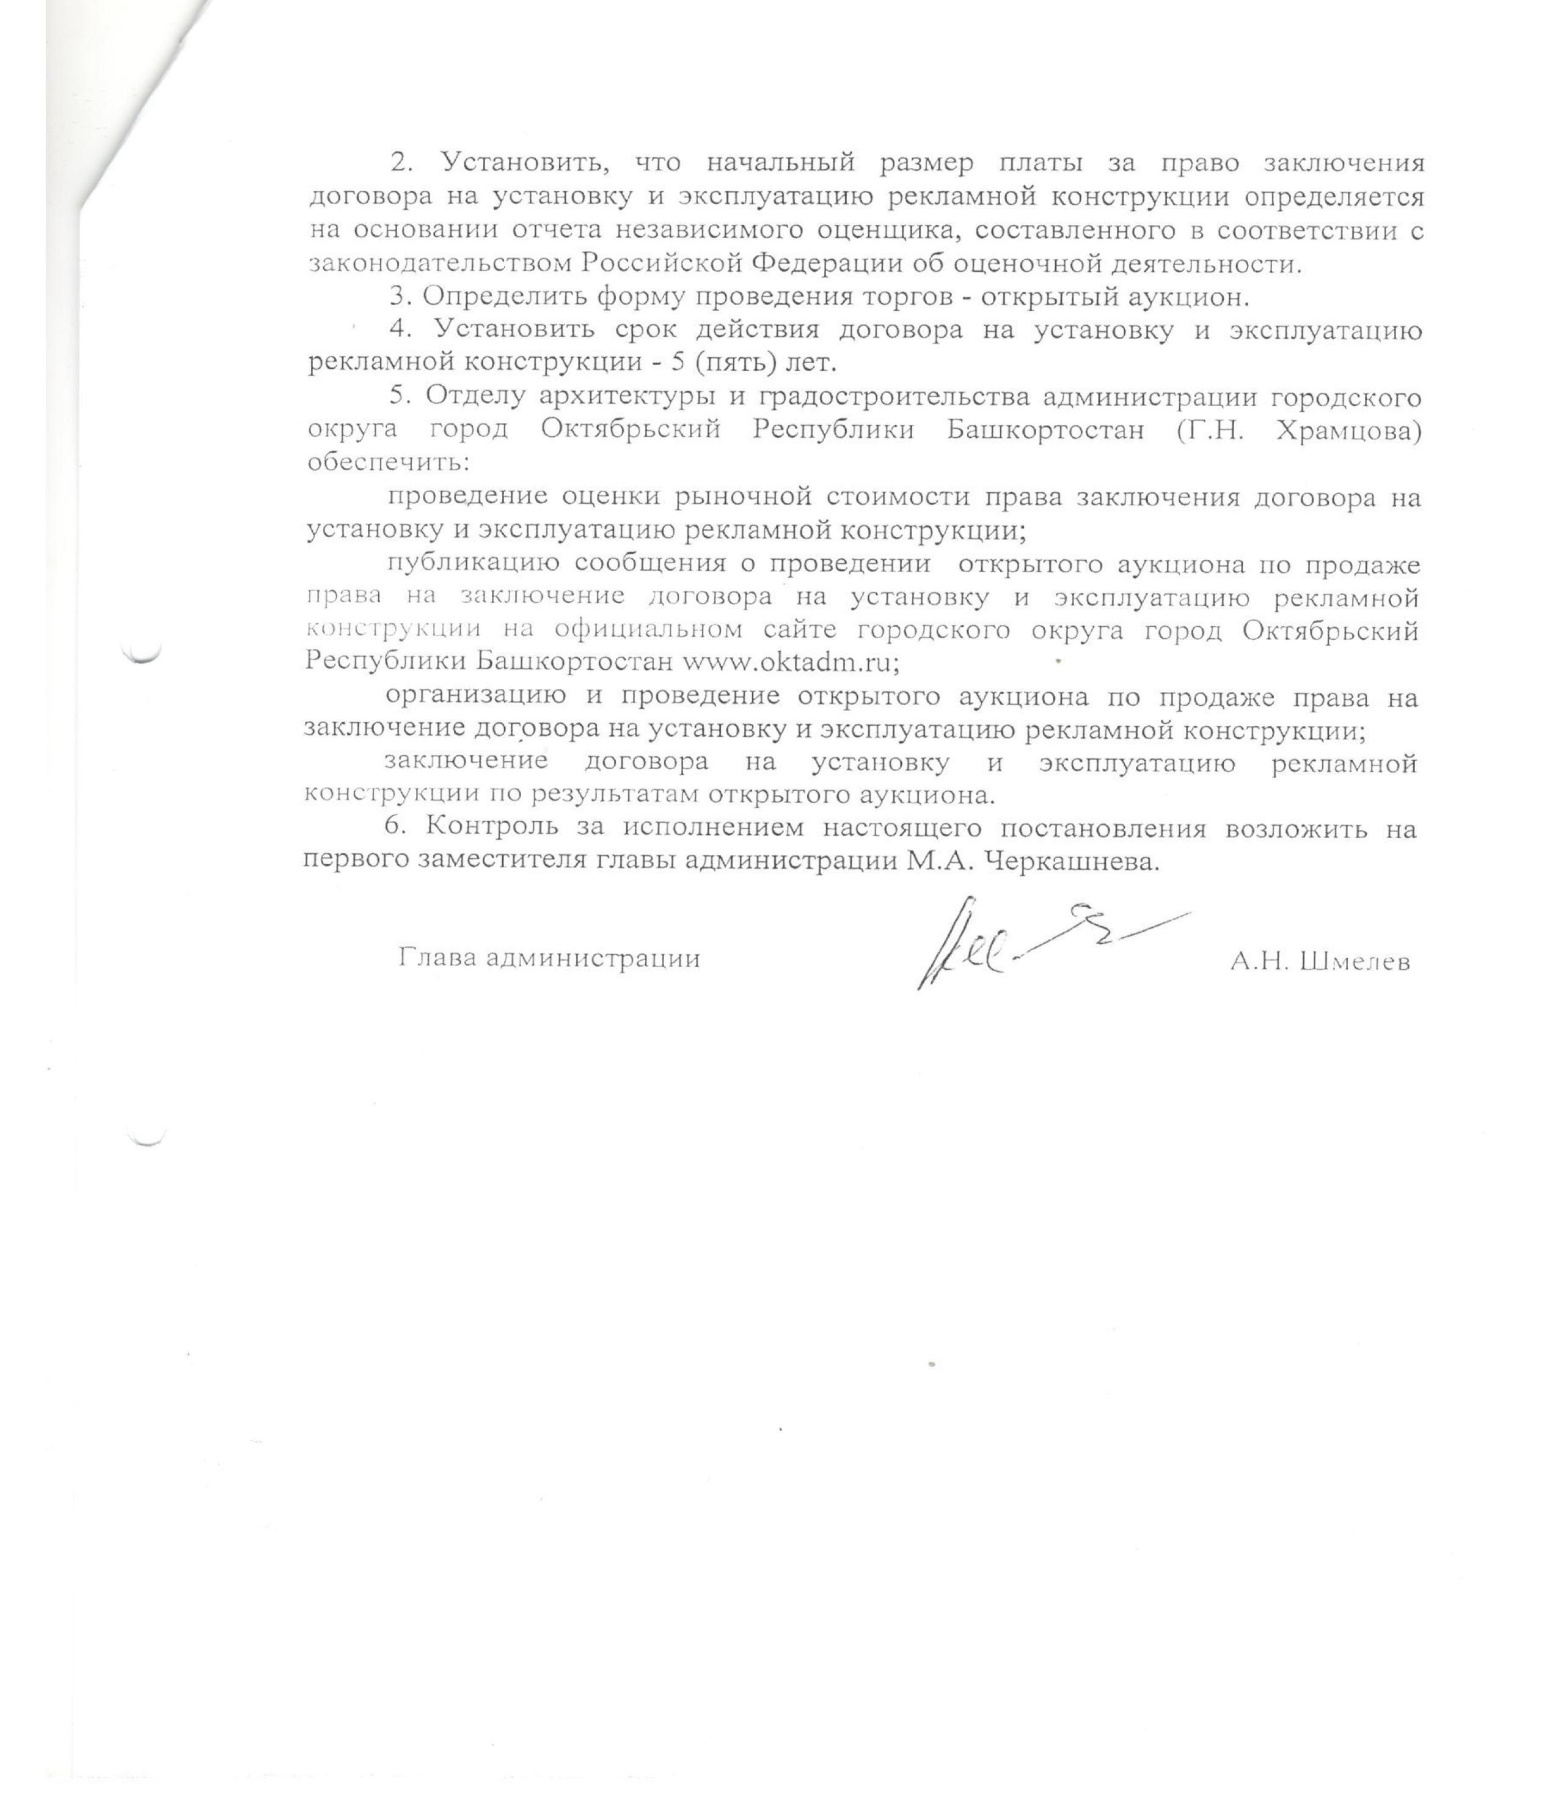 2. Установить, что начальный размер платы за право заключения
договора на установку и эксплуатацию рекламной конструкции определяется
на основании отчета независимого оценщика, составленного в соответствии с
законодательством Российской Федерации об оценочной деятельности.
3. Определить форму проведения торгов - открытый аукцион.
4. Установить срок действия договора на установку и эксплуатацию
рекламной конструкции - 5 (пять) лет.
5. Отделу архитектуры и градостроительства администрации городского
округа город Октябрьский Республики Башкортостан (Г.Н. Храмцова)
обеспечить:
проведение оценки рыночной стоимости права заключения договора на
установку и эксплуатацию рекламной конструкции;
публикацию сообщения о проведении открытого аукциона по продаже
права на заключение договора на установку и эксплуатацию рекламной
конструкции на официальном сайте городского округа город Октябрьский
Республики Башкортостан www.oktadm.ru;
организацию и проведение открытого аукциона по продаже права на
заключение договора на установку и эксплуатацию рекламной конструкции;
заключение договора на установку и эксплуатацию рекламной
конструкции по результатам открытого аукциона.
6. Контроль за исполнением настоящего постановления возложить на
первого заместителя главы администрации М.А. Черкашнева.
Глава администрации А.Н. Шмелев